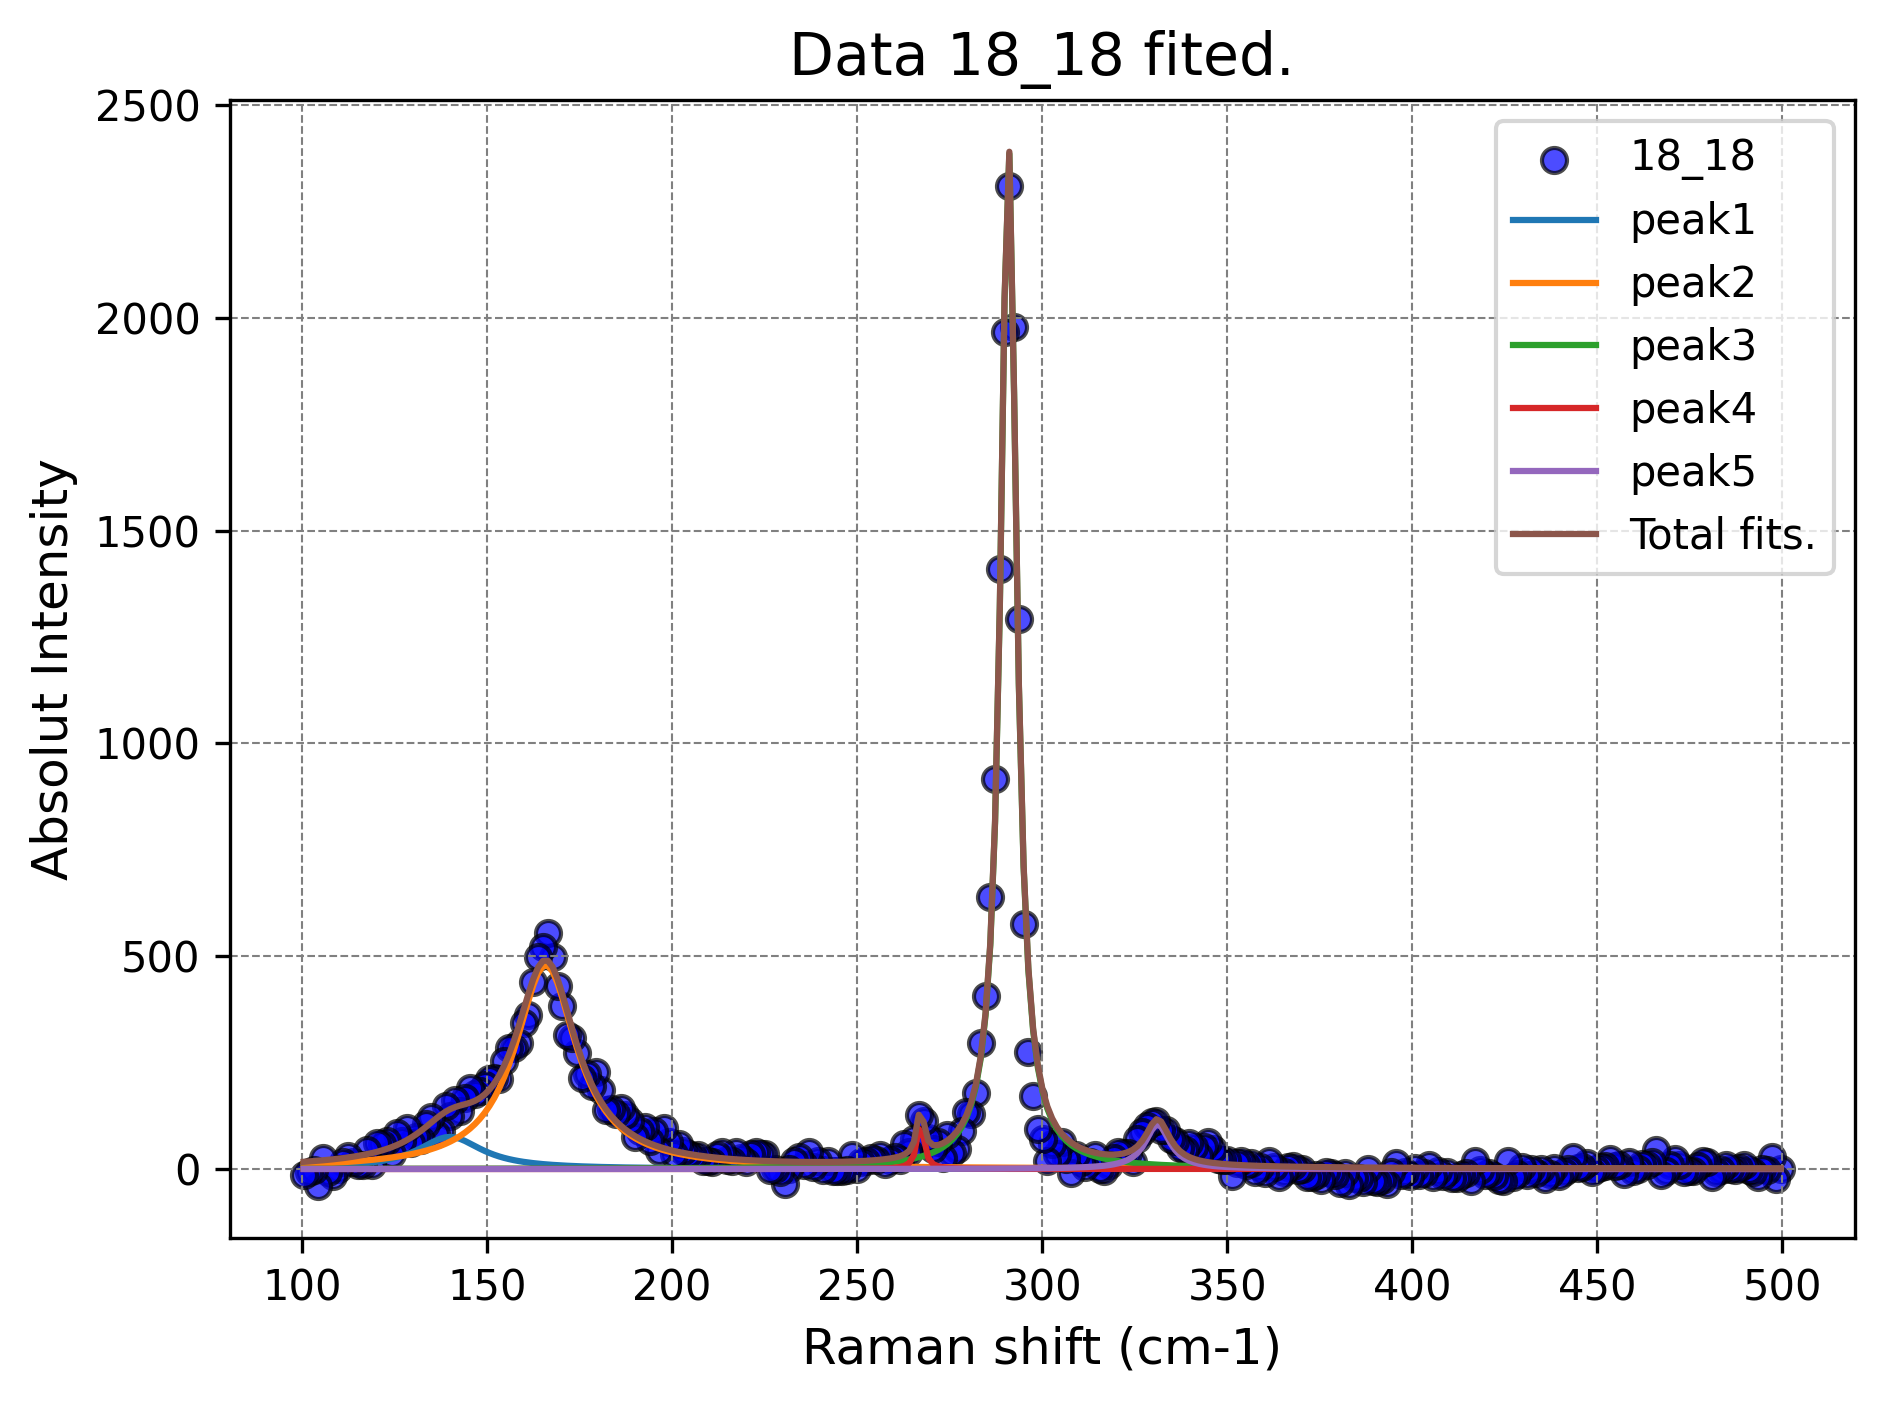 Data 18_18 fited.
2500
2000
1500
1000
500
0
Absolut Intensity
18_18
peak1
peak2
peak3
peak4
peak5
Total fits.
100 150 200 250 300 350 400 450 500
Raman shift (cm-1)